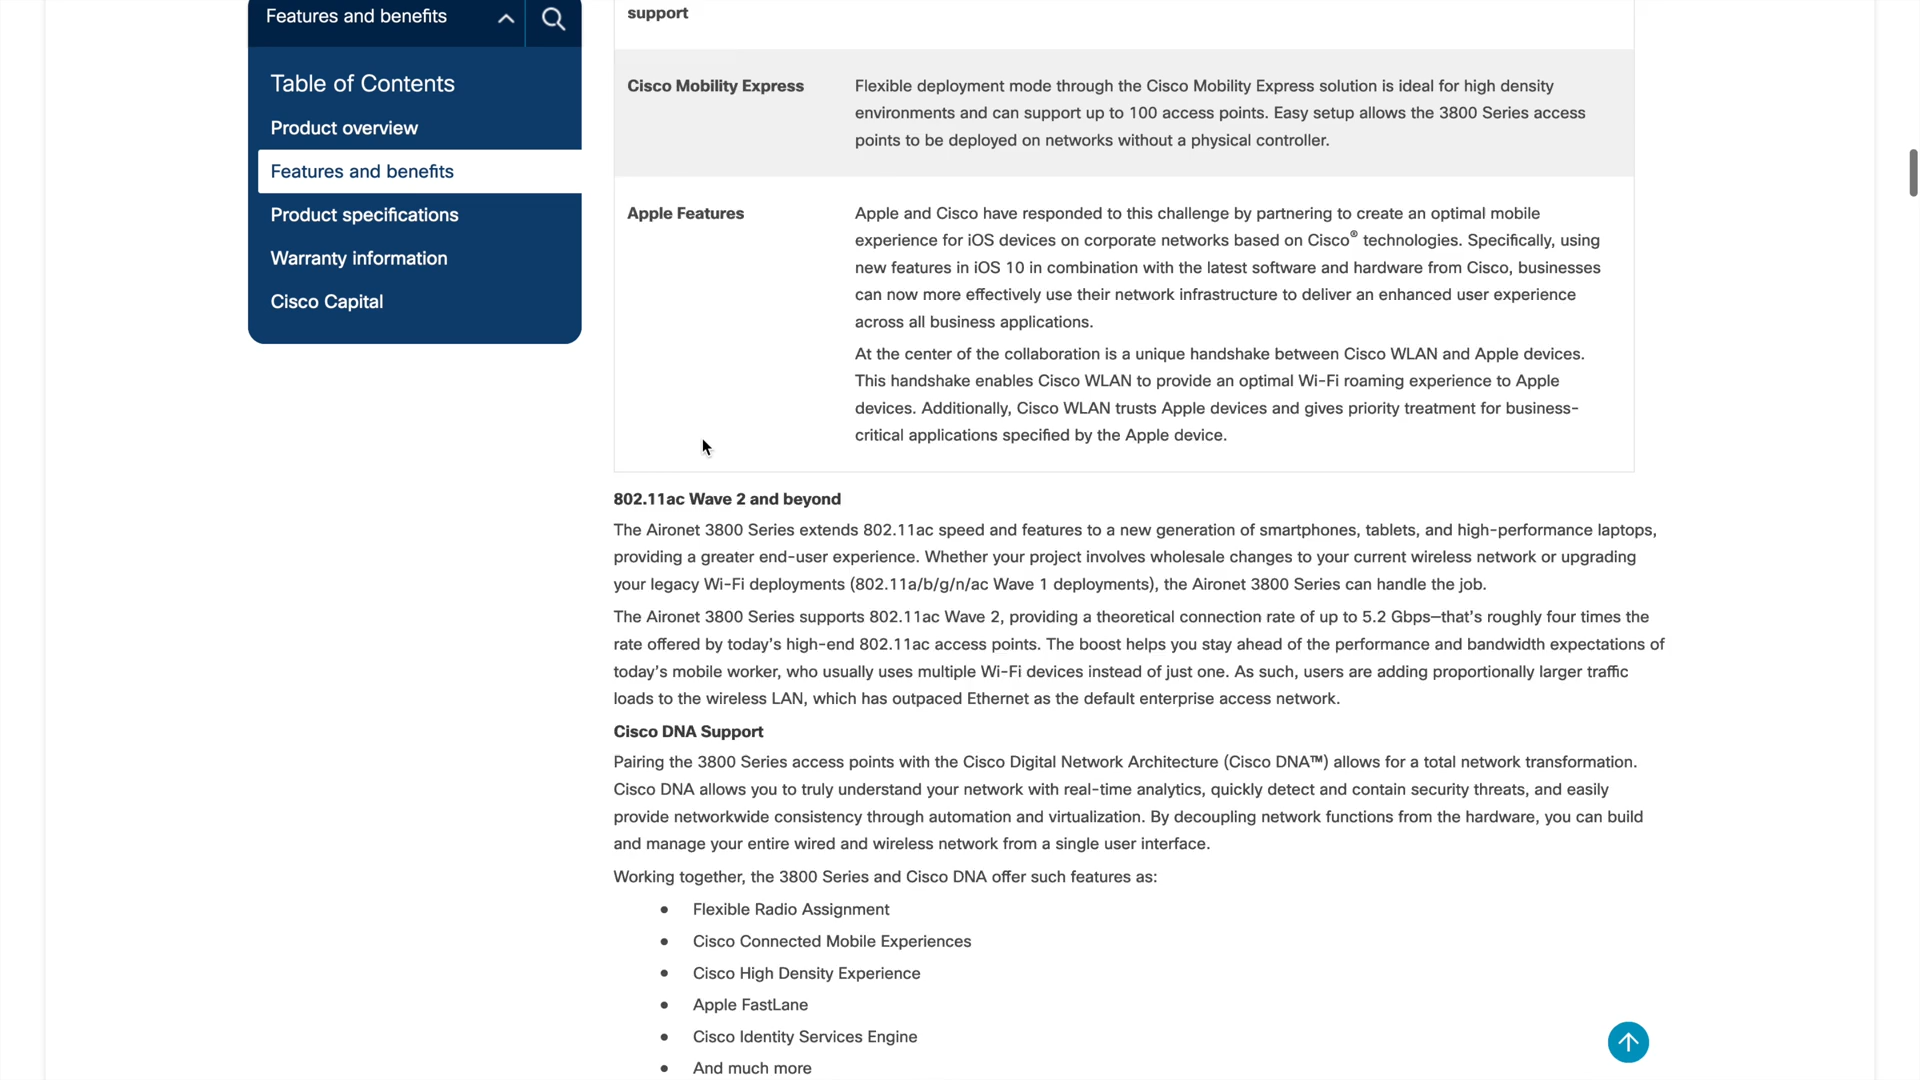 Features and benefits
Table of Contents
Product overview
Features and benefits
Product specifications
Warranty information
Cisco Capital
support
Cisco Mobility Express
Flexible deployment mode through the Cisco Mobility Express solution is ideal for high density
environments and can support up to 100 access points. Easy setup allows the 3800 Series access
points to be deployed on networks without a physical controller.
Apple Features
Apple and Cisco have responded to this challenge by partnering to create an optimal mobile
experience for iOS devices on corporate networks based on Cisco® technologies. Specifically, using
new features in iOS 10 in combination with the latest software and hardware from Cisco, businesses
can now more effectively use their network infrastructure to deliver an enhanced user experience
across all business applications.
At the center of the collaboration is a unique handshake between Cisco WLAN and Apple devices.
This handshake enables Cisco WLAN to provide an optimal Wi-Fi roaming experience to Apple
devices. Additionally, Cisco WLAN trusts Apple devices and gives priority treatment for business-
critical applications specified by the Apple device.
802.11ac Wave 2 and beyond
The Aironet 3800 Series extends 802.11ac speed and features to a new generation of smartphones, tablets, and high-performance laptops,
providing a greater end-user experience. Whether your project involves wholesale changes to your current wireless network or upgrading
your legacy Wi-Fi deployments (802.11a/b/g/n/ac Wave 1 deployments), the Aironet 3800 Series can handle the job.
The Aironet 3800 Series supports 802.11ac Wave 2, providing a theoretical connection rate of up to 5.2 Gbps—that's roughly four times the
rate offered by today's high-end 802.11ac access points. The boost helps you stay ahead of the performance and bandwidth expectations of
today's mobile worker, who usually uses multiple Wi-Fi devices instead of just one. As such, users are adding proportionally larger traffic
loads to the wireless LAN, which has outpaced Ethernet as the default enterprise access network.
Cisco DNA Support
Pairing the 3800 Series access points with the Cisco Digital Network Architecture (Cisco DNA™) allows for a total network transformation.
Cisco DNA allows you to truly understand your network with real-time analytics, quickly detect and contain security threats, and easily
provide networkwide consistency through automation and virtualization. By decoupling network functions from the hardware, you can build
and manage your entire wired and wireless network from a single user interface.
Working together, the 3800 Series and Cisco DNA offer such features as:
● Flexible Radio Assignment
● Cisco Connected Mobile Experiences
● Cisco High Density Experience
● Apple FastLane
● Cisco Identity Services Engine
● And much more